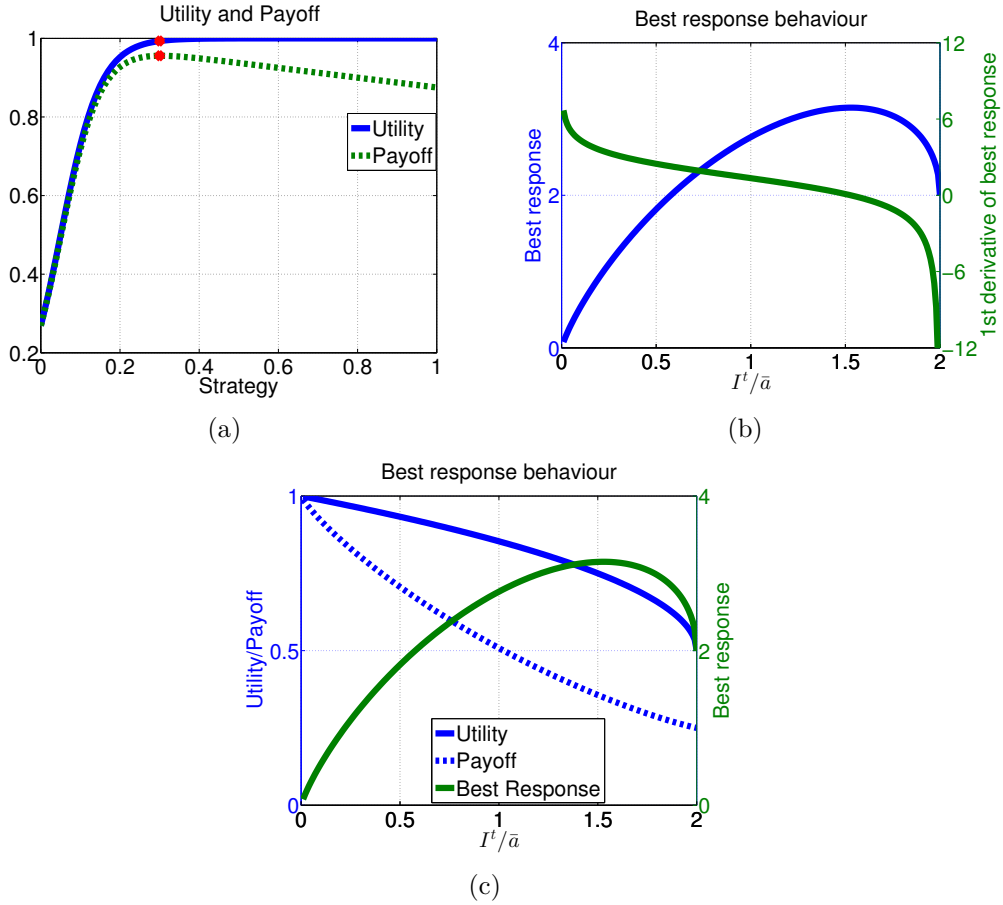 Utility and Payoff
1
0.8
0.6
0.4
0.2
0
0.2
0.4
0.6
0.8
1
Strategy
Utility
Payoff
(a)
Best response behaviour
4
2
0
Best response
12
6
0
−6
−12
1st derivative of best response
0
0.5
1
1.5
2
I^t/ā
(b)
Best response behaviour
1
0.5
0
Utility/Payoff
4
2
0
Best response
Utility
Payoff
Best Response
0
0.5
1
1.5
2
I^t/ā
(c)